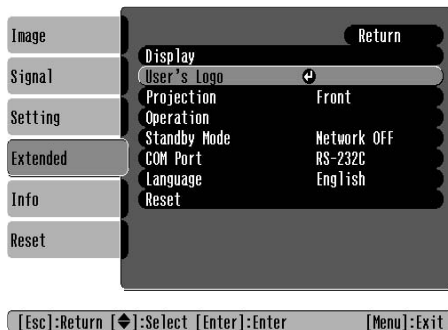 Image
Signal
Setting
Extended
Info
Reset
Return
Display
User's Logo
Projection Front
Operation
Standby Mode Network OFF
COM Port RS-232C
Language English
Reset
[Esc]:Return [◆]:Select [Enter]:Enter [Menu]:Exit